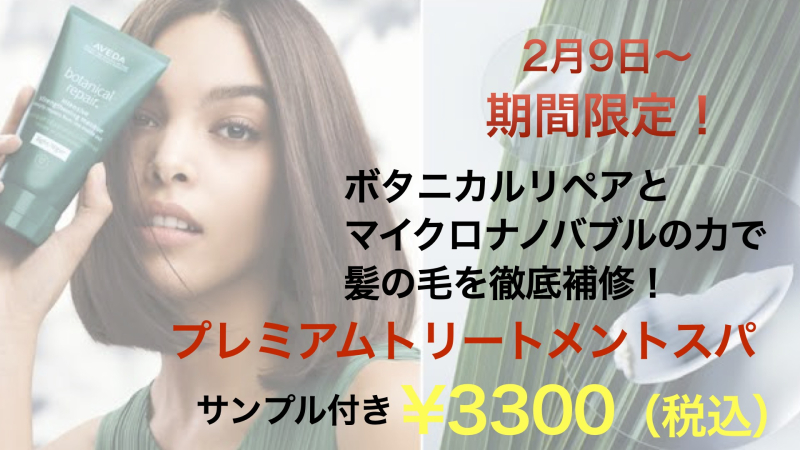 AVEDA
botanical
repair
intensive
strengthening masque
2月9日〜
期間限定！
ボタニカルリペアと
マイクロナノバブルの力で
髪の毛を徹底補修！
プレミアムトリートメントスパ
サンプル付き ¥3300（税込）